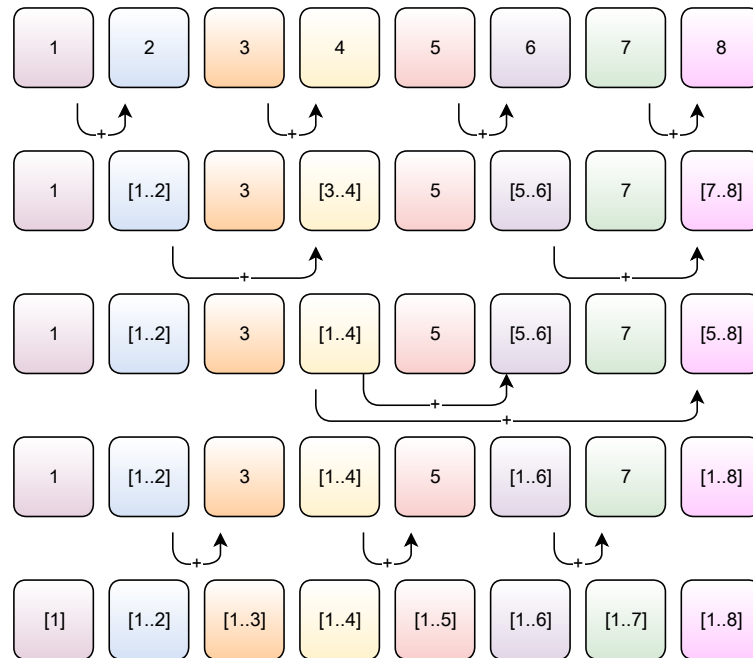 1 2 3 4 5 6 7 8
+ + + +
1 [1..2] 3 [3..4] 5 [5..6] 7 [7..8]
+ +
1 [1..2] 3 [1..4] 5 [5..6] 7 [5..8]
+
+
1 [1..2] 3 [1..4] 5 [1..6] 7 [1..8]
+ + +
[1] [1..2] [1..3] [1..4] [1..5] [1..6] [1..7] [1..8]